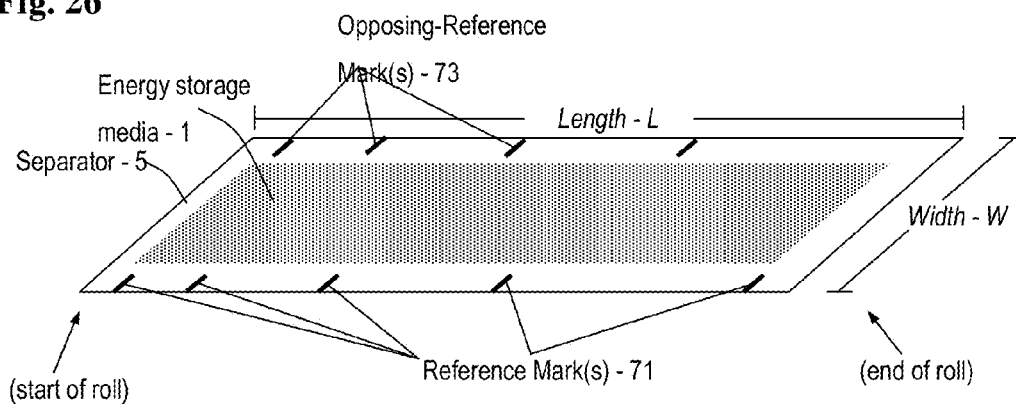 Fig. 26
Opposing-Reference
Mark(s) - 73
Energy storage
media - 1
Separator - 5
Length - L
Width - W
Reference Mark(s) - 71
(start of roll)
(end of roll)